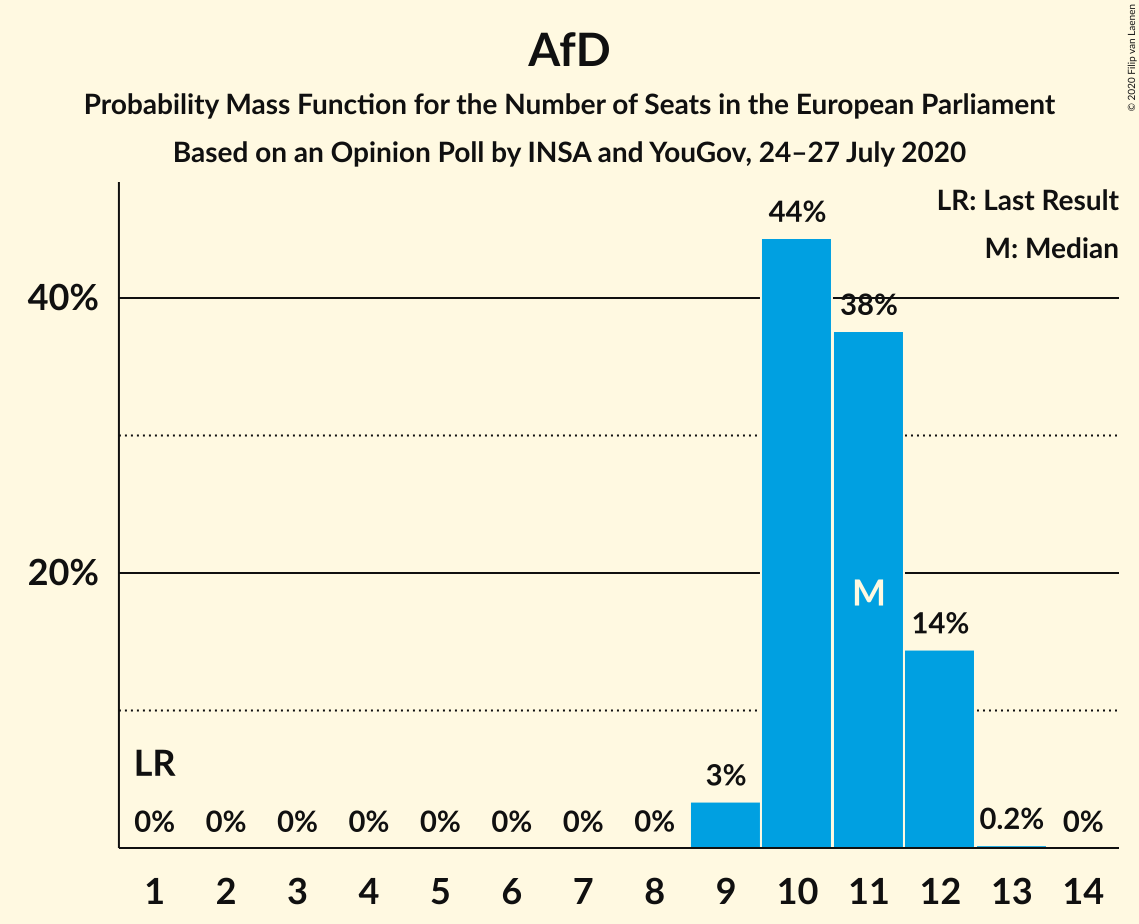 AfD
Probability Mass Function for the Number of Seats in the European Parliament
Based on an Opinion Poll by INSA and YouGov, 24–27 July 2020
© 2020 Filip van Laenen
LR: Last Result
M: Median
44%
40%
38%
20%
M
14%
LR
3%
0% 0% 0% 0% 0% 0% 0% 0% 0.2% 0%
1 2 3 4 5 6 7 8 9 10 11 12 13 14